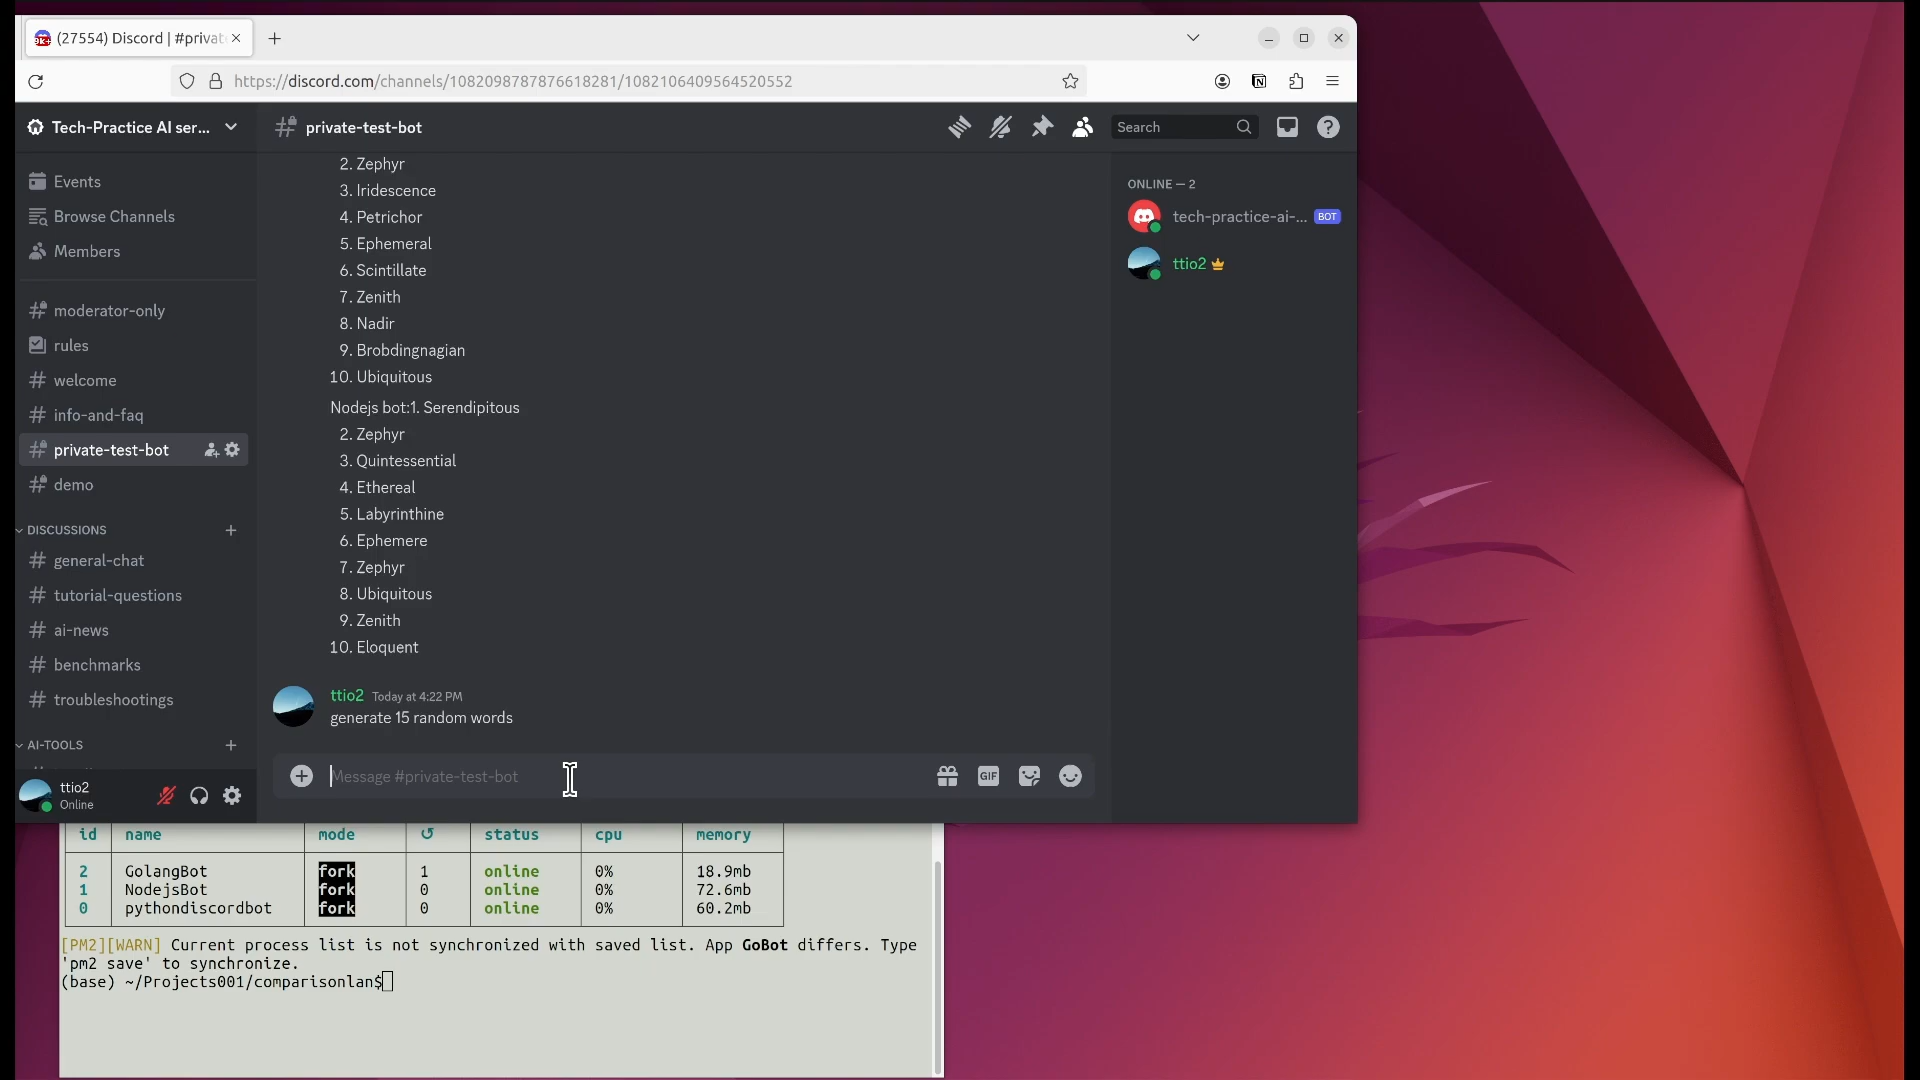 (27554) Discord | #privat
https://discord.com/channels/1082098787876618281/1082106409564520552
Tech-Practice AI ser...
private-test-bot
Search
Events
Browse Channels
Members
moderator-only
rules
welcome
info-and-faq
private-test-bot
demo
DISCUSSIONS
general-chat
tutorial-questions
ai-news
benchmarks
troubleshootings
AI-TOOLS
ttio2
Online
2. Zephyr
3. Iridescence
4. Petrichor
5. Ephemeral
6. Scintillate
7. Zenith
8. Nadir
9. Brobdingnagian
10. Ubiquitous
Nodejs bot:1. Serendipitous
2. Zephyr
3. Quintessential
4. Ethereal
5. Labyrinthine
6. Ephemere
7. Zephyr
8. Ubiquitous
9. Zenith
10. Eloquent
ttio2 Today at 4:22 PM
generate 15 random words
Message #private-test-bot
GIF
ONLINE — 2
tech-practice-ai-... BOT
ttio2
id name mode ↺ status cpu memory
2 GolangBot fork 1 online 0% 18.9mb
1 NodejsBot fork 0 online 0% 72.6mb
0 pythondiscordbot fork 0 online 0% 60.2mb
[PM2][WARN] Current process list is not synchronized with saved list. App GoBot differs. Type
'pm2 save' to synchronize.
(base) ~/Projects001/comparisonlan$